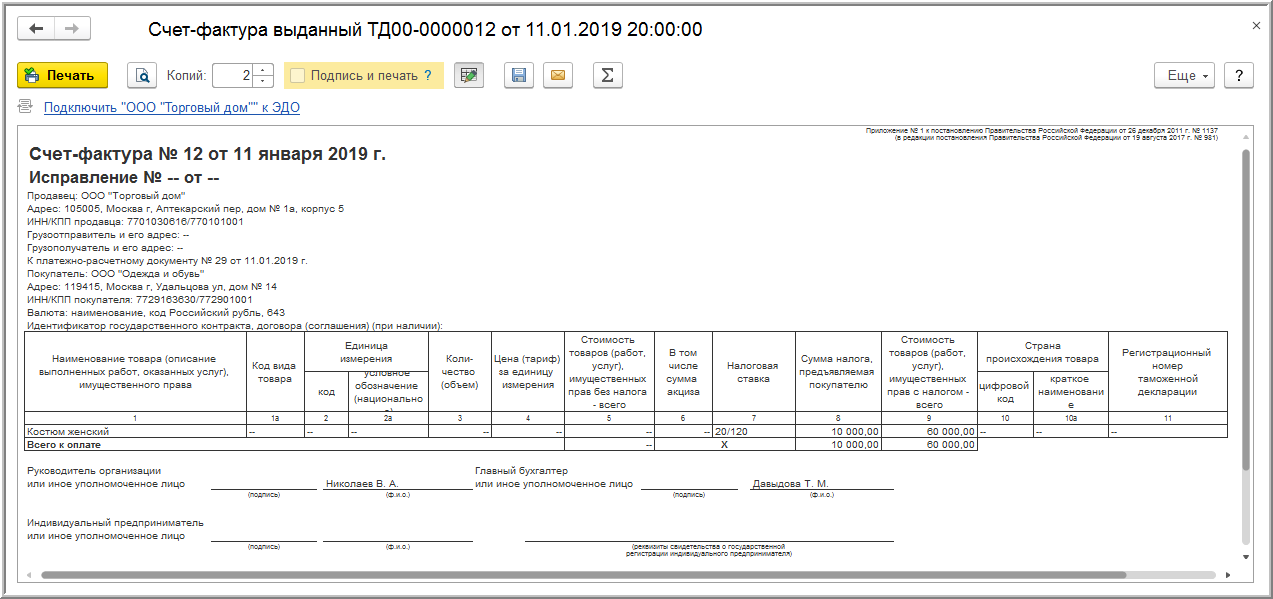 Счет-фактура выданный ТД00-0000012 от 11.01.2019 20:00:00
Печать Копий: 2 Подпись и печать ? Σ Еще ?
Подключить "ООО "Торговый дом"" к ЭДО
Приложение № 1 к постановлению Правительства Российской Федерации от 26 декабря 2011 г. № 1137
(в редакции постановления Правительства Российской Федерации от 19 августа 2017 г. № 981)
Счет-фактура № 12 от 11 января 2019 г.
Исправление № -- от --
Продавец: ООО "Торговый дом"
Адрес: 105005, Москва г, Аптекарский пер, дом № 1а, корпус 5
ИНН/КПП продавца: 7701030616/770101001
Грузоотправитель и его адрес: --
Грузополучатель и его адрес: --
К платежно-расчетному документу № 29 от 11.01.2019 г.
Покупатель: ООО "Одежда и обувь"
Адрес: 119415, Москва г, Удальцова ул, дом № 14
ИНН/КПП покупателя: 7729163630/772901001
Валюта: наименование, код Российский рубль, 643
Идентификатор государственного контракта, договора (соглашения) (при наличии):
Наименование товара (описание
выполненных работ, оказанных услуг),
имущественного права
Код вида
товара
Единица
измерения
код
условное
обозначение
(национально
Коли-
чество
(объем)
Цена (тариф)
за единицу
измерения
Стоимость
товаров (работ,
услуг),
имущественных
прав без налога
- всего
В том
числе
сумма
акциза
Налоговая
ставка
Сумма налога,
предъявляемая
покупателю
Стоимость
товаров (работ,
услуг),
имущественных
прав с налогом -
всего
Страна
происхождения товара
цифровой
код
краткое
наименовани
е
Регистрационный
номер
таможенной
декларации
1 1а 2 2а 3 4 5 6 7 8 9 10 10а 11
Костюм женский -- -- -- -- -- -- -- 20/120 10 000,00 60 000,00 -- -- --
Всего к оплате -- X 10 000,00 60 000,00
Руководитель организации
или иное уполномоченное лицо Николаев В. А.
(подпись) (ф.и.о.)
Главный бухгалтер
или иное уполномоченное лицо Давыдова Т. М.
(подпись) (ф.и.о.)
Индивидуальный предприниматель
или иное уполномоченное лицо
(подпись) (ф.и.о.)
(реквизиты свидетельства о государственной
регистрации индивидуального предпринимателя)